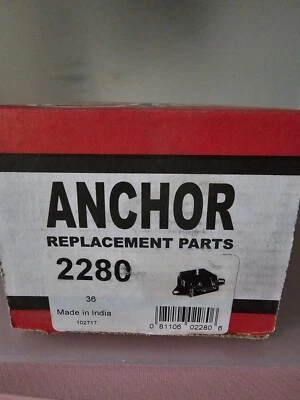 ANCHOR
REPLACEMENT PARTS
2280
36
Made in India
102717
0 81106 02280 6